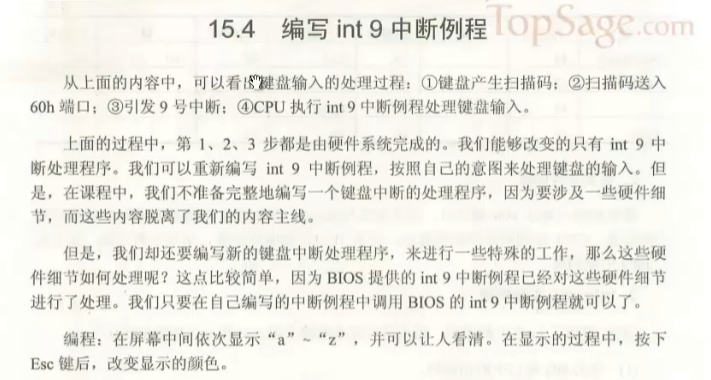 TopSage.com
15.4 编写 int 9 中断例程
从上面的内容中，可以看出键盘输入的处理过程：①键盘产生扫描码；②扫描码送入
60h 端口；③引发 9 号中断；④CPU 执行 int 9 中断例程处理键盘输入。
上面的过程中，第 1、2、3 步都是由硬件系统完成的。我们能够改变的只有 int 9 中
断处理程序。我们可以重新编写 int 9 中断例程，按照自己的意图来处理键盘的输入。但
是，在课程中，我们不准备完整地编写一个键盘中断的处理程序，因为要涉及一些硬件细
节，而这些内容脱离了我们的内容主线。
但是，我们却还要编写新的键盘中断处理程序，来进行一些特殊的工作，那么这些硬
件细节如何处理呢？这点比较简单，因为 BIOS 提供的 int 9 中断例程已经对这些硬件细节
进行了处理。我们只要在自己编写的中断例程中调用 BIOS 的 int 9 中断例程就可以了。
编程：在屏幕中间依次显示“a”~“z”，并可以让人看清。在显示的过程中，按下
Esc 键后，改变显示的颜色。